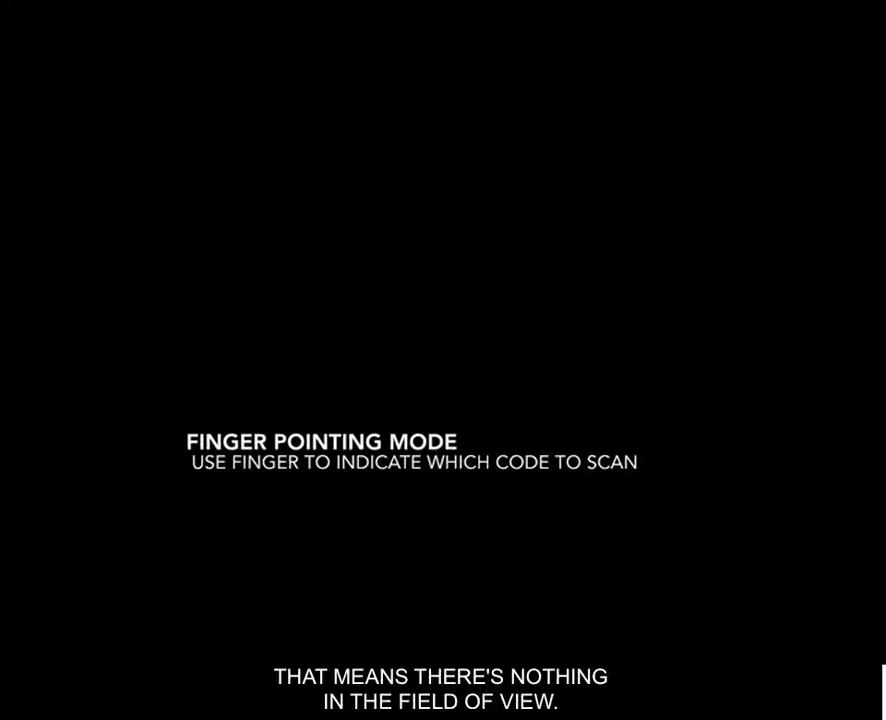 FINGER POINTING MODE
USE FINGER TO INDICATE WHICH CODE TO SCAN
THAT MEANS THERE'S NOTHING
IN THE FIELD OF VIEW.